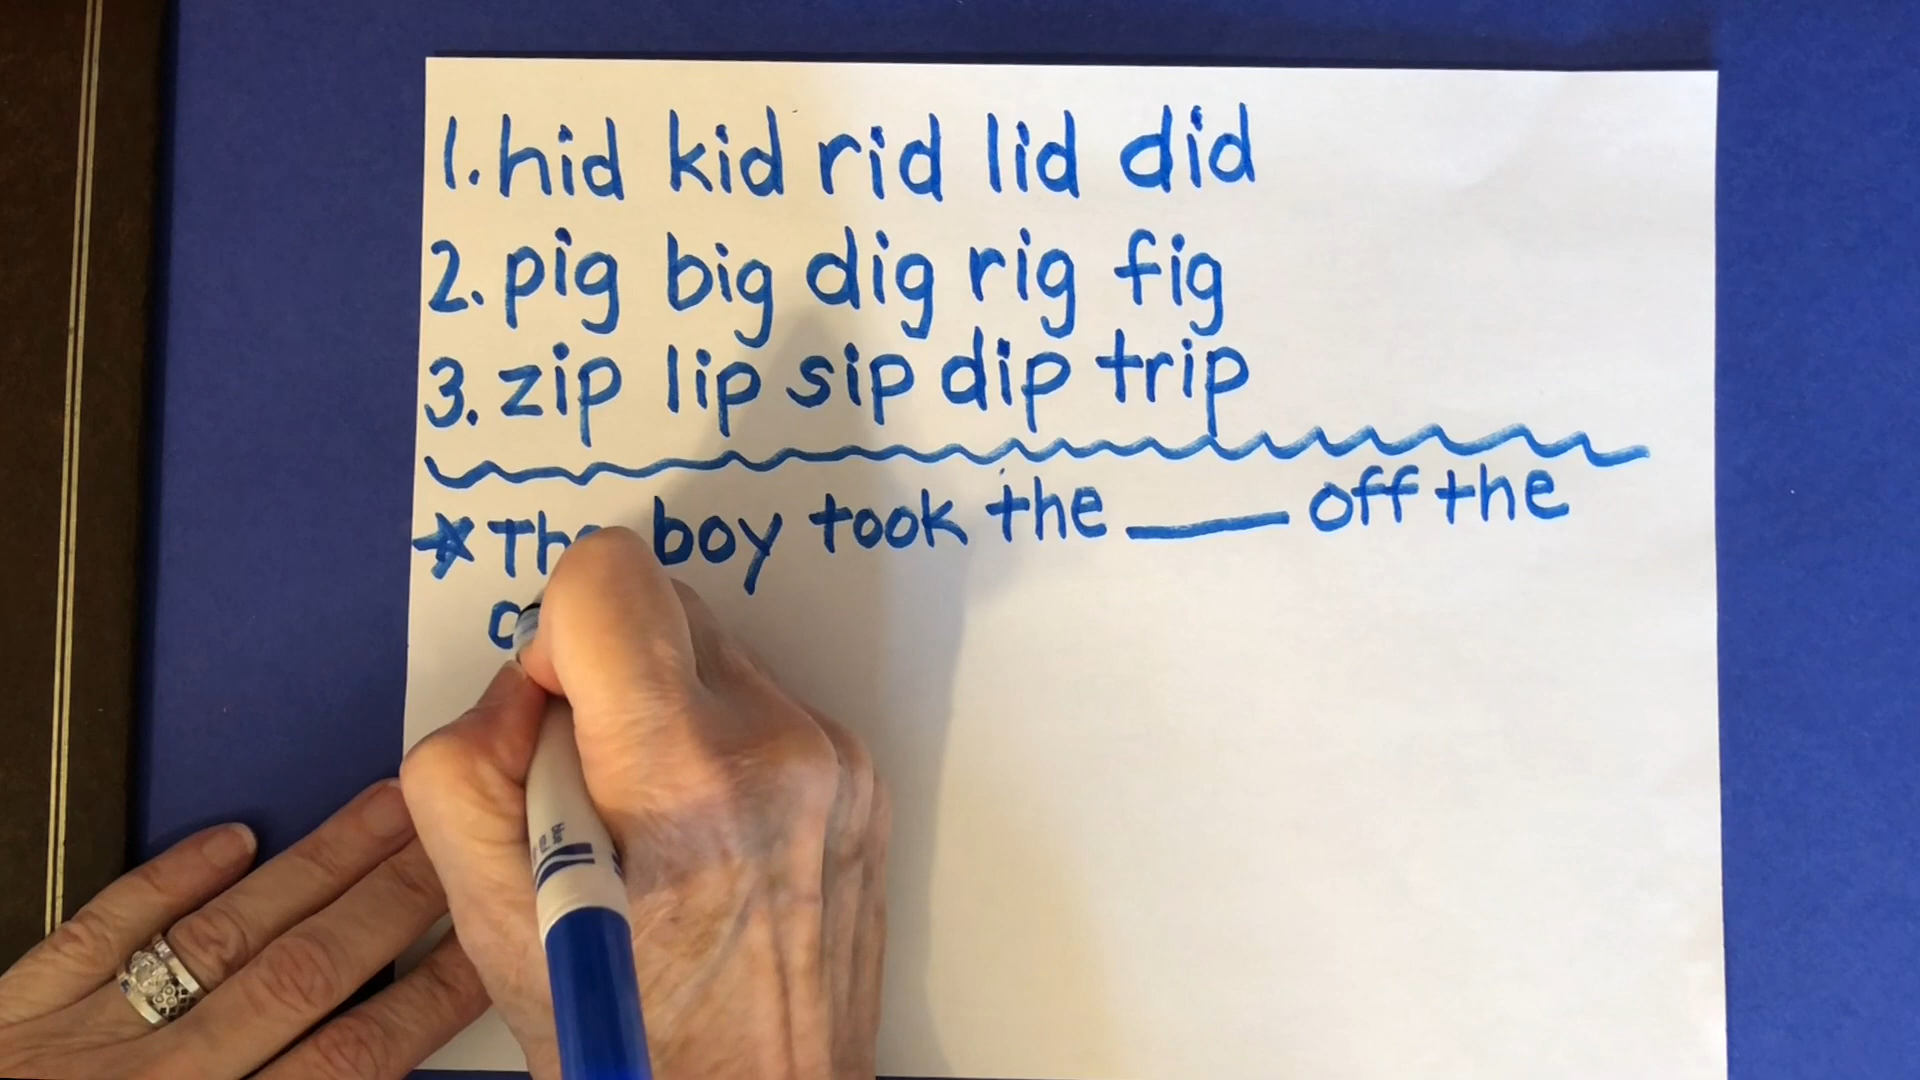 1. hid kid rid lid did
2. pig big dig rig fig
3. zip lip sip dip trip
☆ The boy took the ____ off the
blue